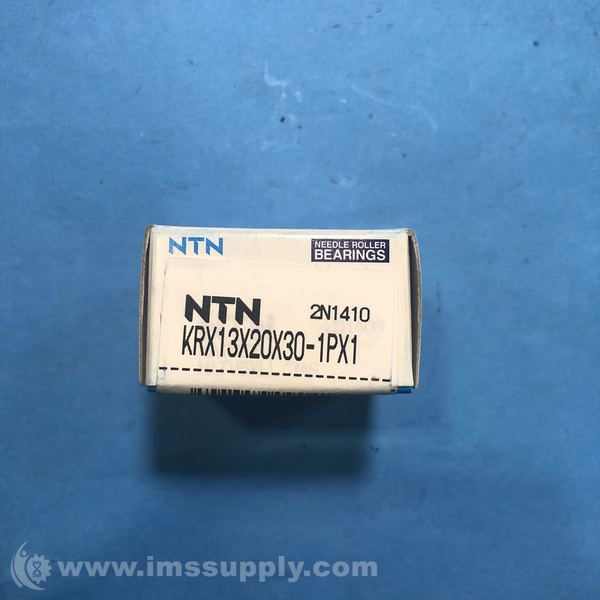 NTN
NEEDLE ROLLER
BEARINGS
NTN 2N1410
KRX13X20X30-1PX1
www.imssupply.com